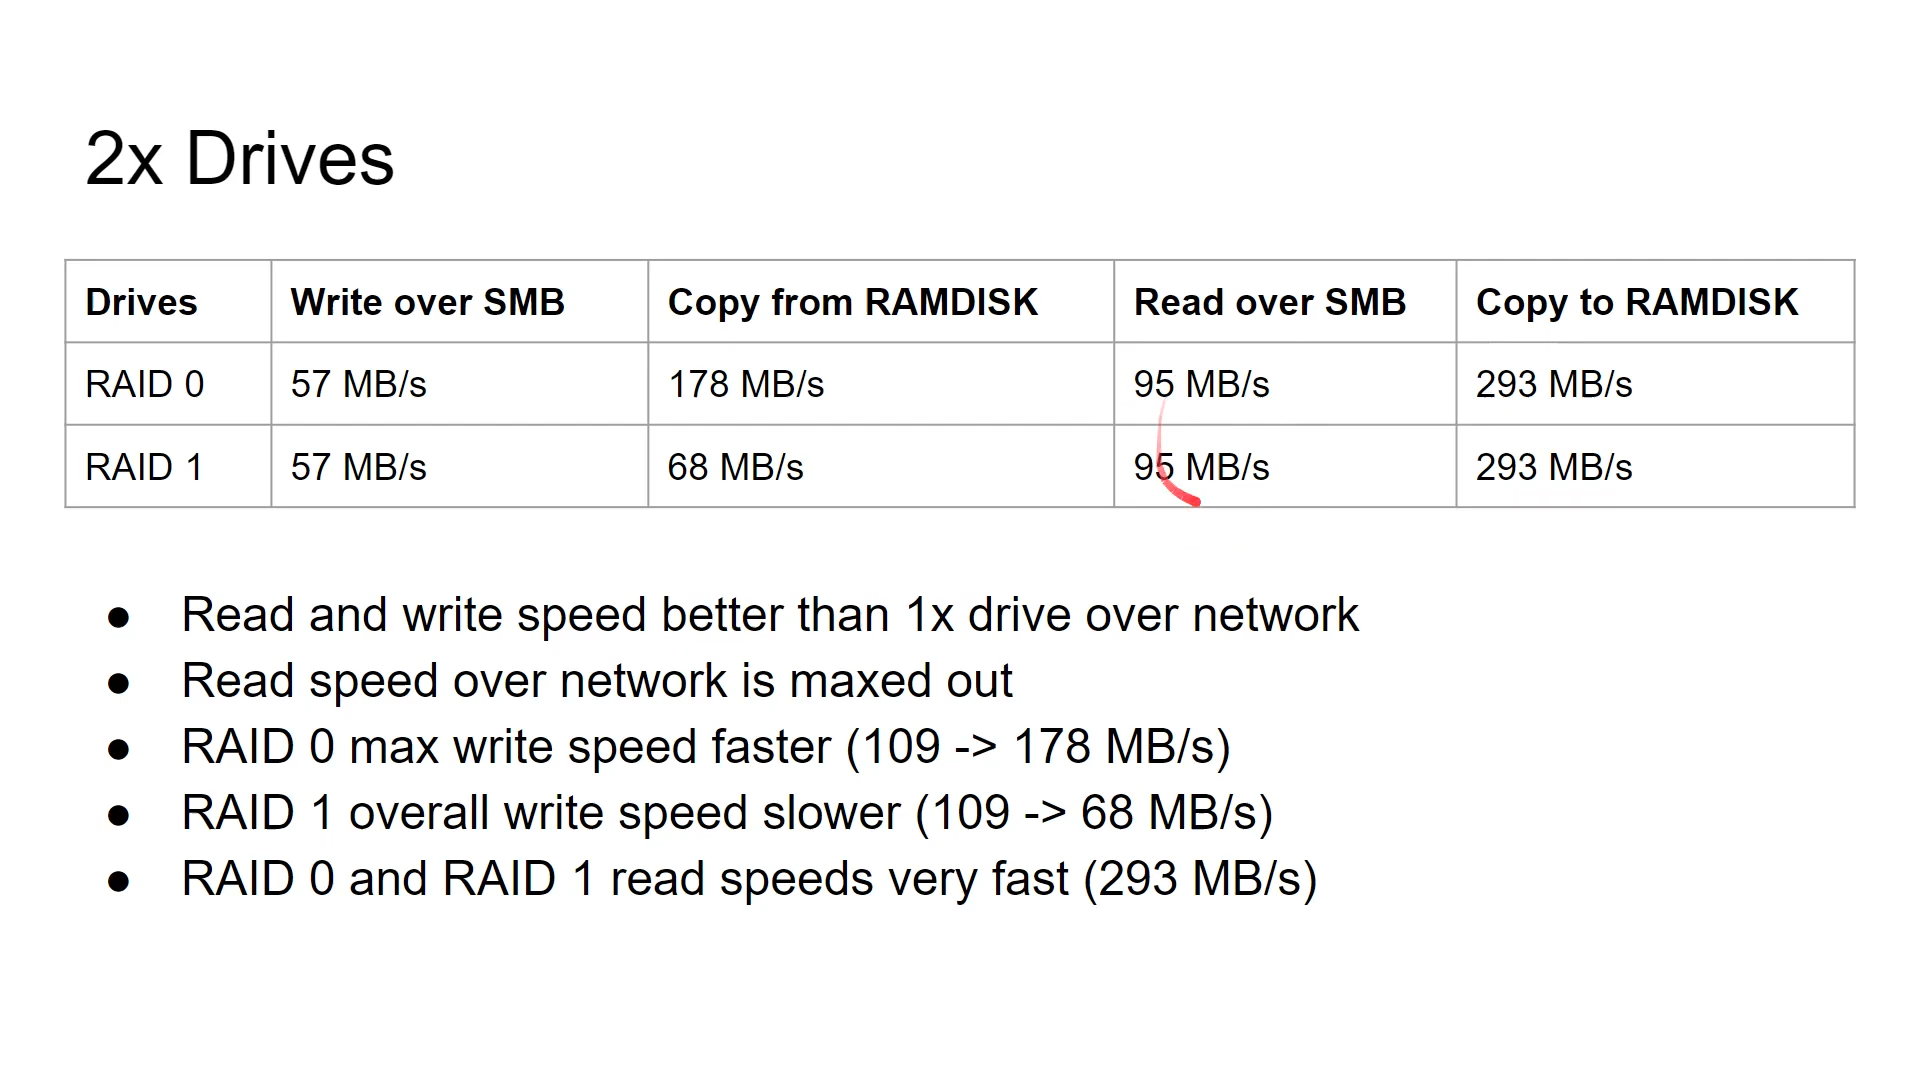 2x Drives
Drives Write over SMB Copy from RAMDISK Read over SMB Copy to RAMDISK
RAID 0 57 MB/s 178 MB/s 95 MB/s 293 MB/s
RAID 1 57 MB/s 68 MB/s 95 MB/s 293 MB/s
● Read and write speed better than 1x drive over network
● Read speed over network is maxed out
● RAID 0 max write speed faster (109 -> 178 MB/s)
● RAID 1 overall write speed slower (109 -> 68 MB/s)
● RAID 0 and RAID 1 read speeds very fast (293 MB/s)